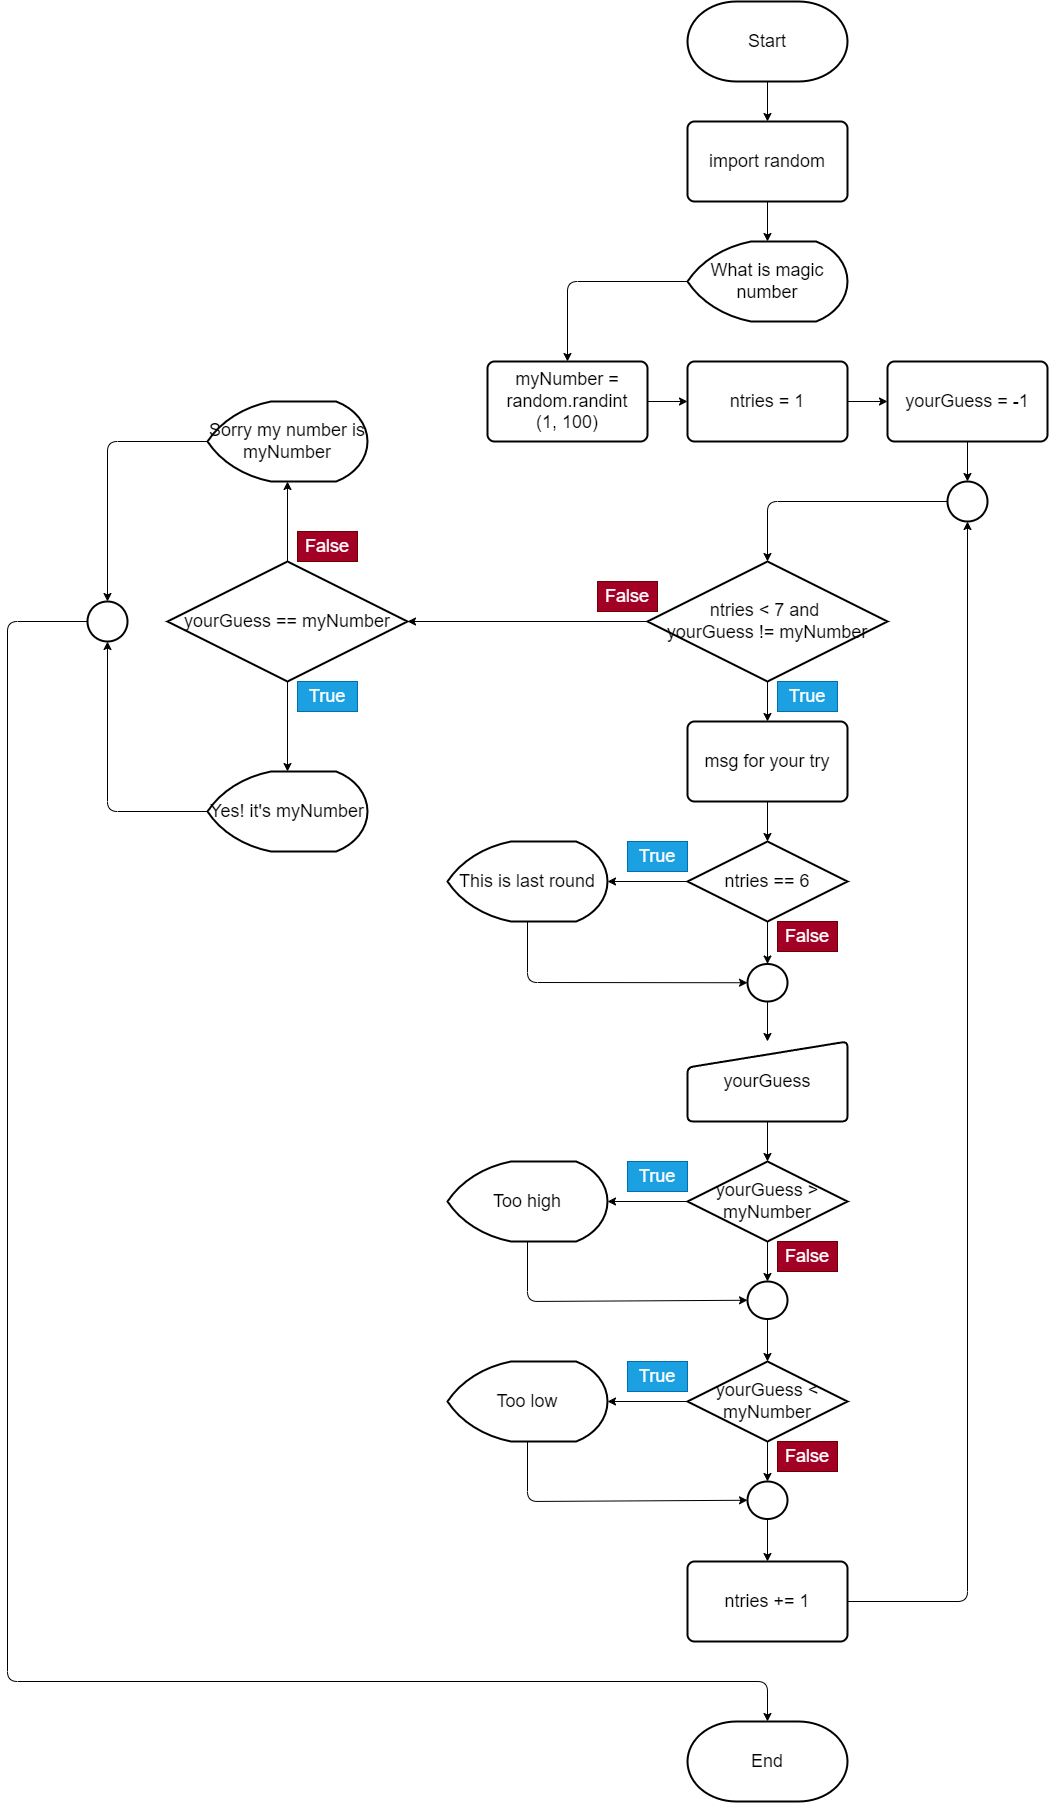 Start
import random
What is magic
number
myNumber =
random.randint
(1, 100)
ntries = 1
yourGuess = -1
Sorry my number is
myNumber
False
yourGuess == myNumber
True
Yes! it's myNumber
False
ntries < 7 and
yourGuess != myNumber
True
msg for your try
This is last round
True
ntries == 6
False
yourGuess
Too high
True
yourGuess >
myNumber
False
Too low
True
yourGuess <
myNumber
False
ntries += 1
End